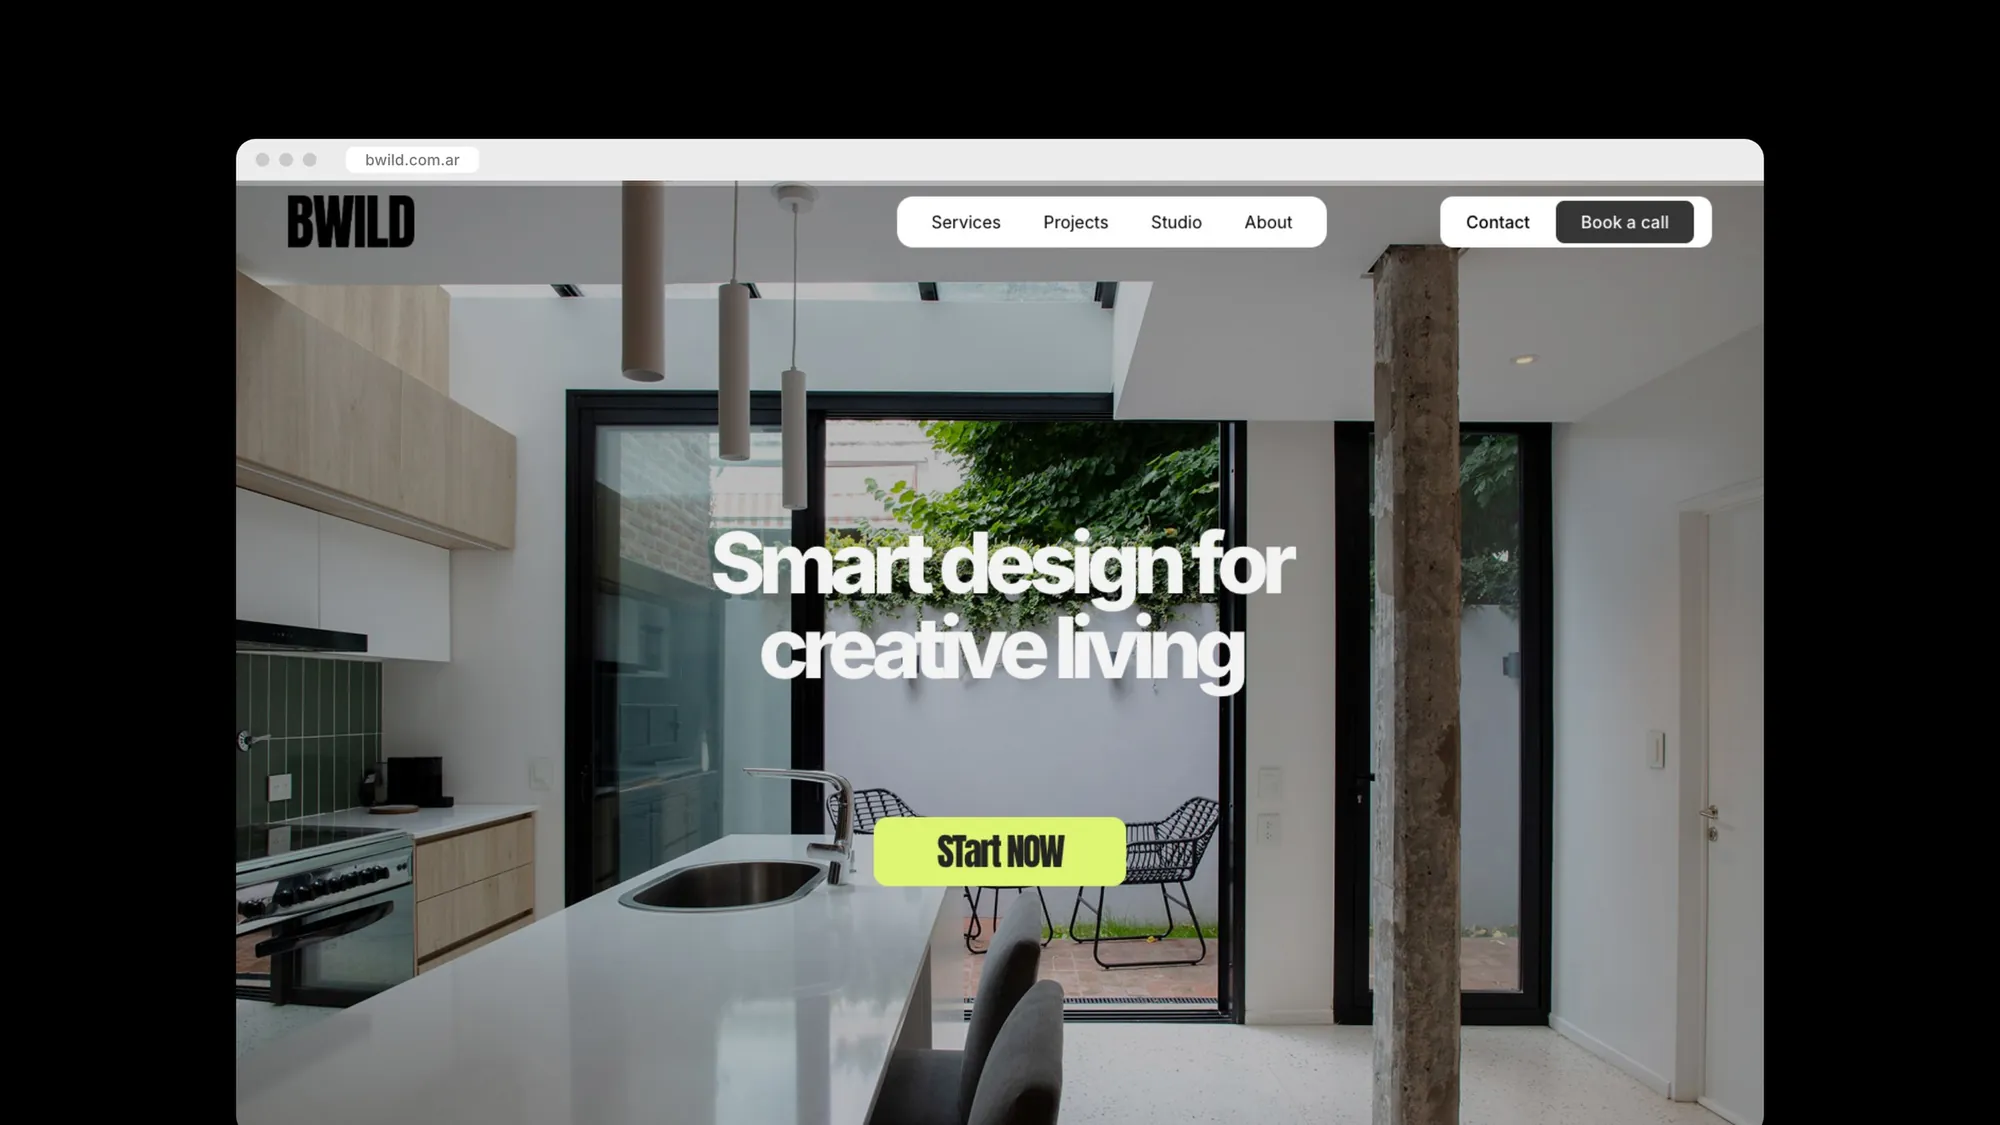 bwild.com.ar
BWILD
Services Projects Studio About Contact Book a call
Smart design for
creative living
STart NOW